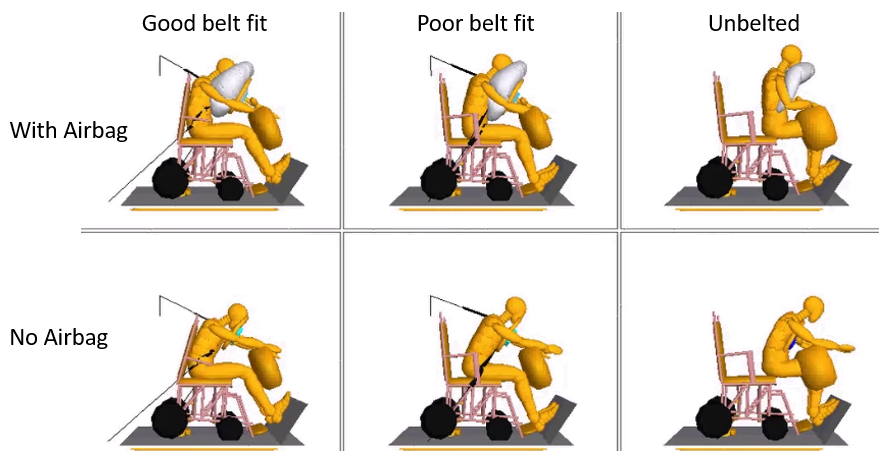 Good belt fit
Poor belt fit
Unbelted
With Airbag
No Airbag